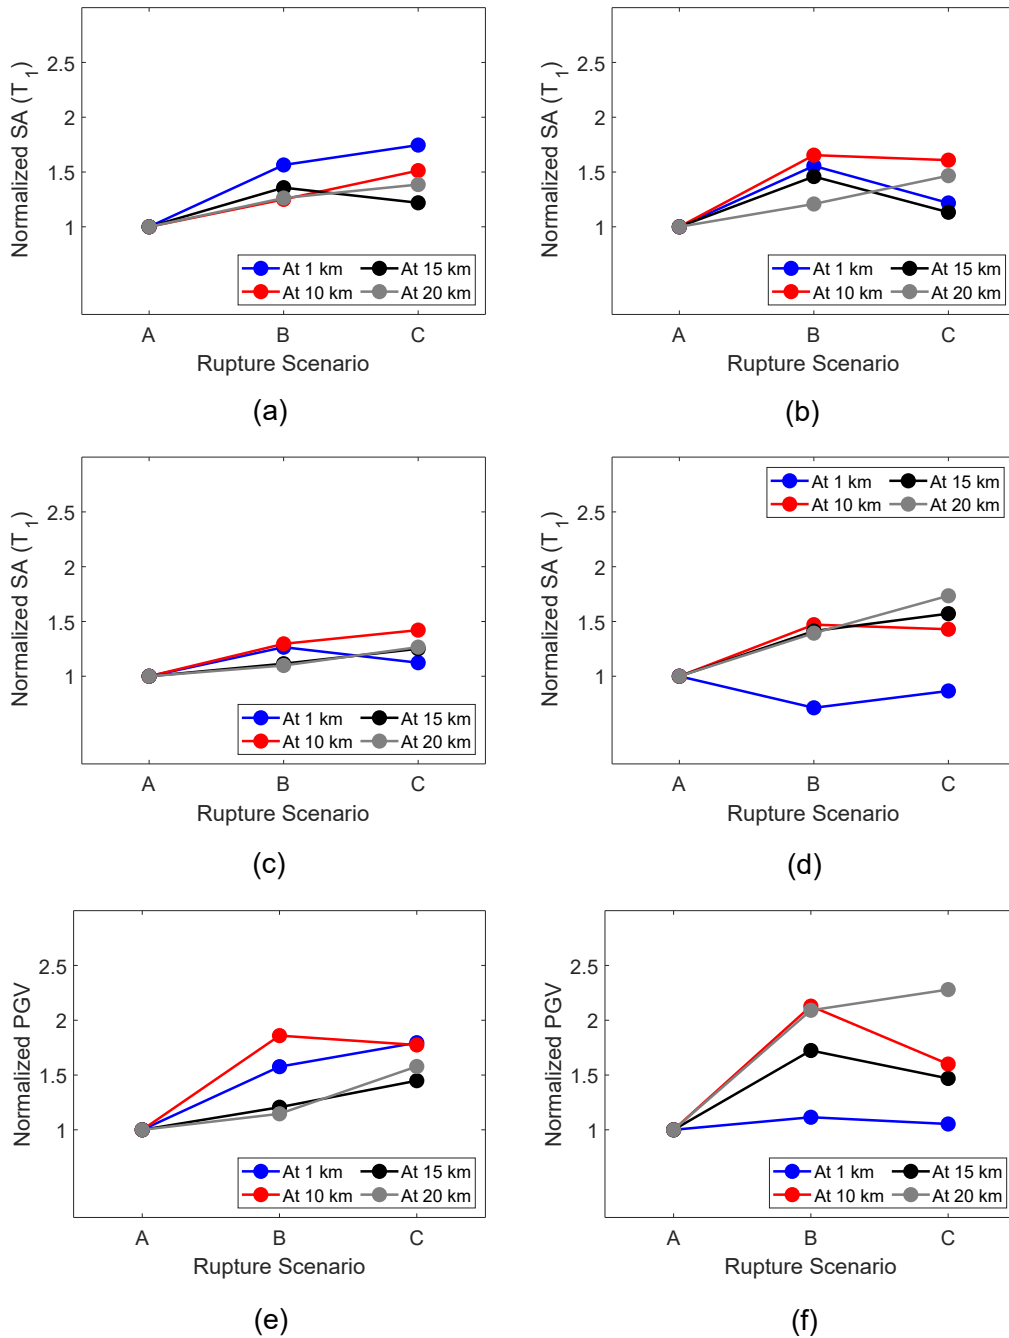 2.5
2
1.5
1
Normalized SA (T1)
At 1 km
At 15 km
At 10 km
At 20 km
A
B
C
Rupture Scenario
(a)
2.5
2
1.5
1
Normalized SA (T1)
At 1 km
At 15 km
At 10 km
At 20 km
A
B
C
Rupture Scenario
(b)
2.5
2
1.5
1
Normalized SA (T1)
At 1 km
At 15 km
At 10 km
At 20 km
A
B
C
Rupture Scenario
(c)
At 1 km
At 15 km
At 10 km
At 20 km
2.5
2
1.5
1
Normalized SA (T1)
A
B
C
Rupture Scenario
(d)
2.5
2
1.5
1
Normalized PGV
At 1 km
At 15 km
At 10 km
At 20 km
A
B
C
Rupture Scenario
(e)
2.5
2
1.5
1
Normalized PGV
At 1 km
At 15 km
At 10 km
At 20 km
A
B
C
Rupture Scenario
(f)